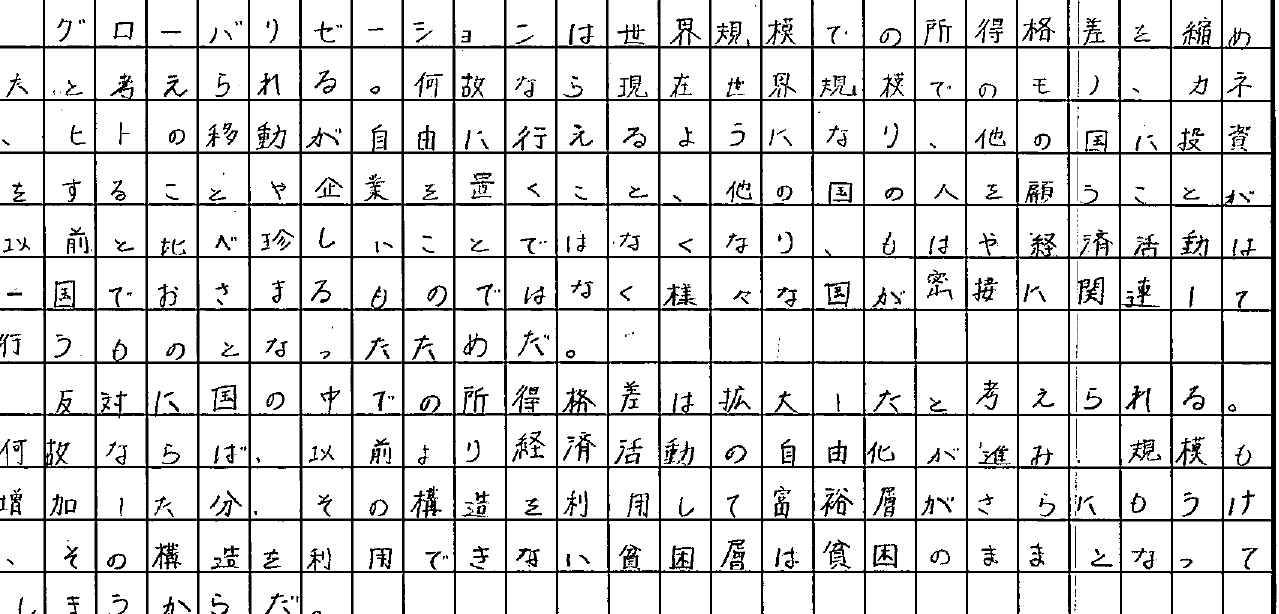 グローバリゼーションは世界規模での所得格差を縮め
たと考えられる。何故なら現在世界規模でのモノ、カネ
、ヒトの移動が自由に行えるようになり、他の国に投資
をすることや企業を置くこと、他の国の人を顧うことが
以前と比べ珍しいことではなくなり、もはや経済活動は
一国でおさまるものではなく様々な国が密接に関連して
行うものとなったためだ。
反対に国の中での所得格差は拡大したと考えられる。
何故ならば、以前より経済活動の自由化が進み、規模も
増加した分、その構造を利用して富裕層がさらにもうけ
、その構造を利用できない貧困層は貧困のままとなって
しまうからだ。